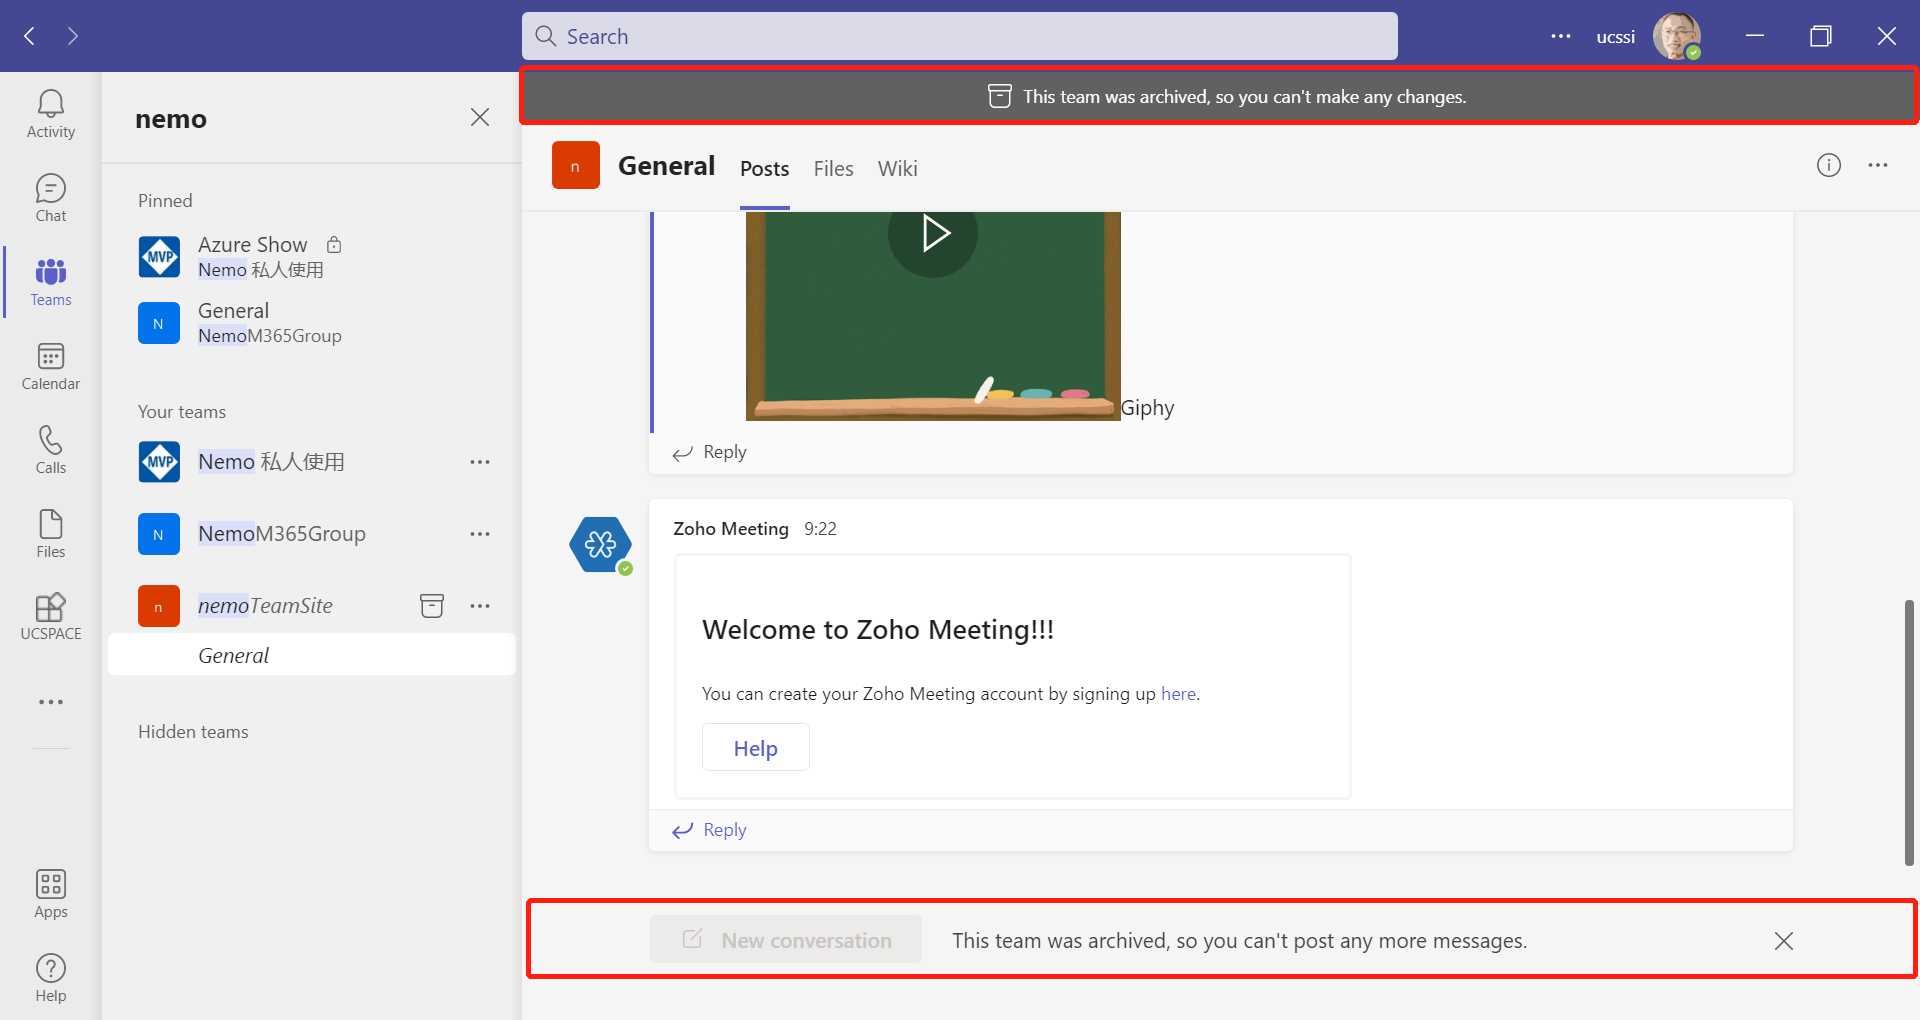 Search
ucssi
This team was archived, so you can't make any changes.
Activity
Chat
Teams
Calendar
Calls
Files
UCSPACE
Apps
Help
nemo
Pinned
MVP
Azure Show
Nemo 私人使用
N
General
NemoM365Group
Your teams
MVP
Nemo 私人使用
N
NemoM365Group
n
nemoTeamSite
General
Hidden teams
n
General Posts Files Wiki
Giphy
Reply
Zoho Meeting 9:22
Welcome to Zoho Meeting!!!
You can create your Zoho Meeting account by signing up here.
Help
Reply
New conversation This team was archived, so you can't post any more messages.